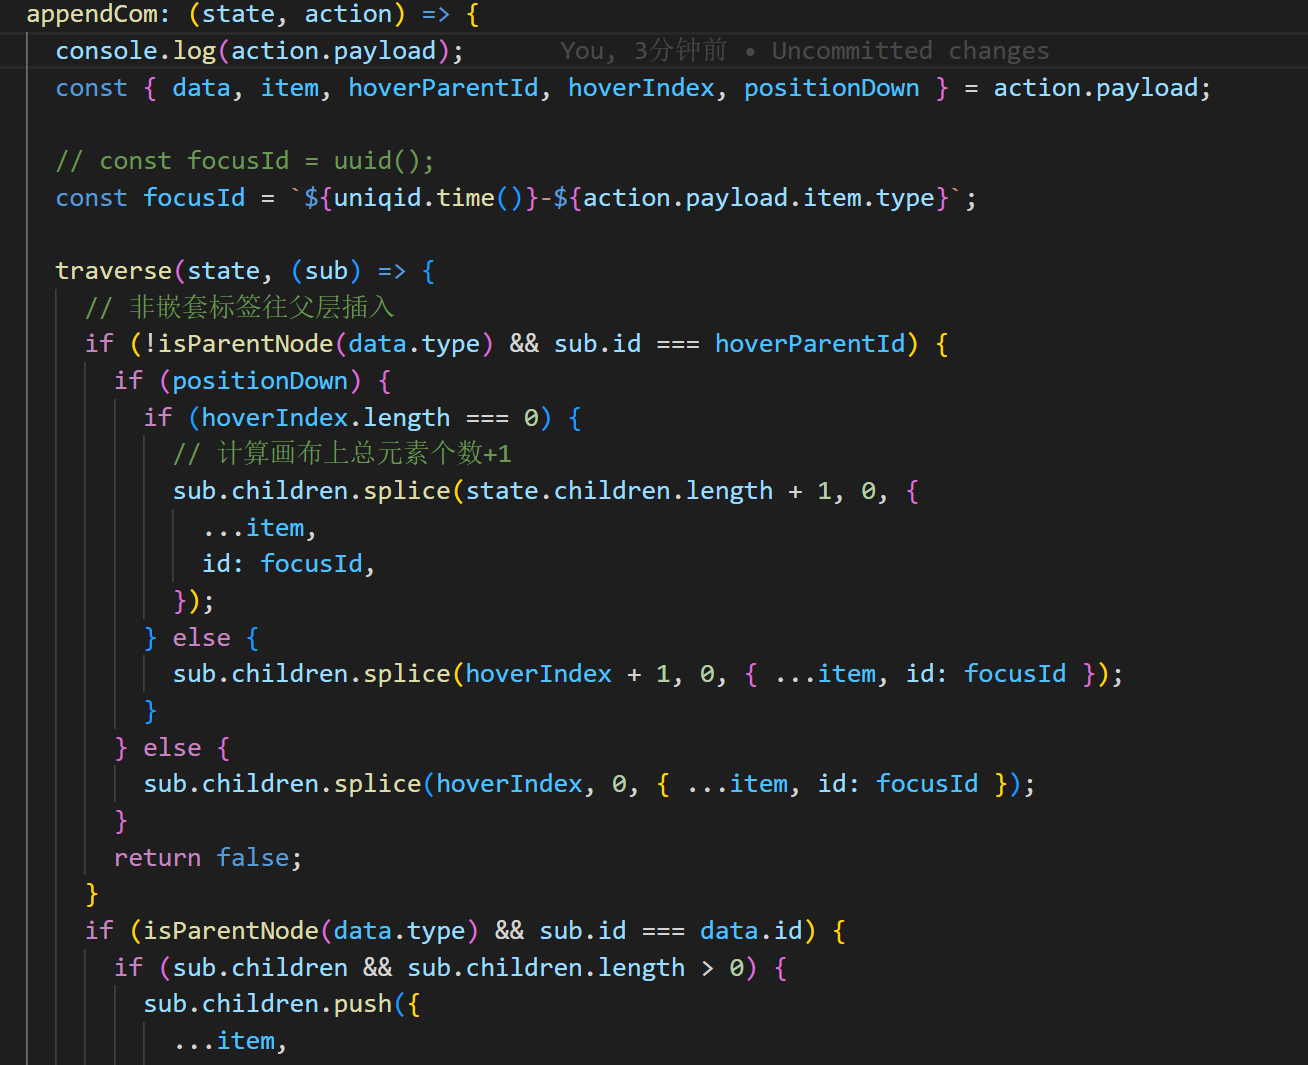 appendCom: (state, action) => {
console.log(action.payload);    You, 3分钟前 • Uncommitted changes
const { data, item, hoverParentId, hoverIndex, positionDown } = action.payload;
// const focusId = uuid();
const focusId = `${uniqid.time()}-${action.payload.item.type}`;
traverse(state, (sub) => {
// 非嵌套标签往父层插入
if (!isParentNode(data.type) && sub.id === hoverParentId) {
if (positionDown) {
if (hoverIndex.length === 0) {
// 计算画布上总元素个数+1
sub.children.splice(state.children.length + 1, 0, {
...item,
id: focusId,
});
} else {
sub.children.splice(hoverIndex + 1, 0, { ...item, id: focusId });
}
} else {
sub.children.splice(hoverIndex, 0, { ...item, id: focusId });
}
return false;
}
if (isParentNode(data.type) && sub.id === data.id) {
if (sub.children && sub.children.length > 0) {
sub.children.push({
...item,